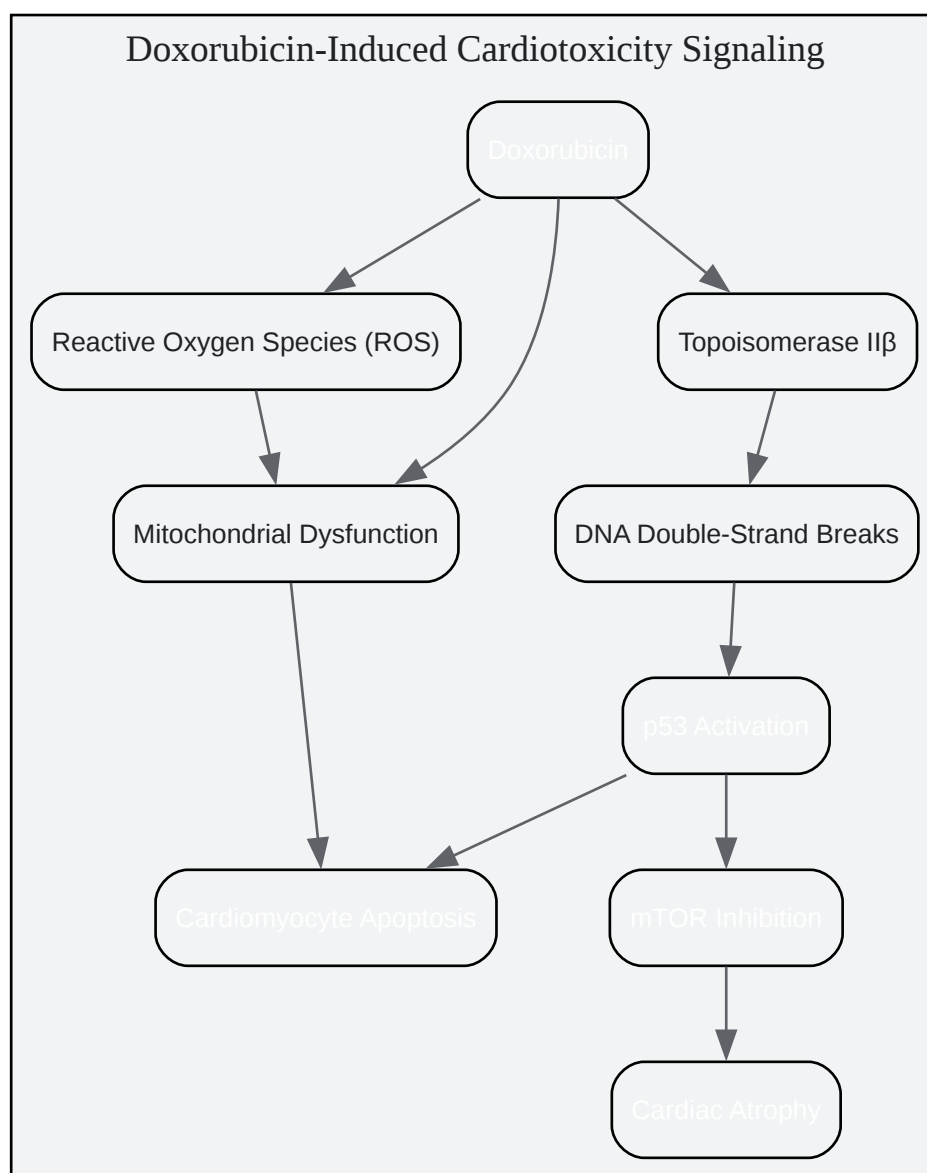 Doxorubicin-Induced Cardiotoxicity Signaling
Doxorubicin
Reactive Oxygen Species (ROS)
Topoisomerase IIβ
Mitochondrial Dysfunction
DNA Double-Strand Breaks
p53 Activation
Cardiomyocyte Apoptosis
mTOR Inhibition
Cardiac Atrophy